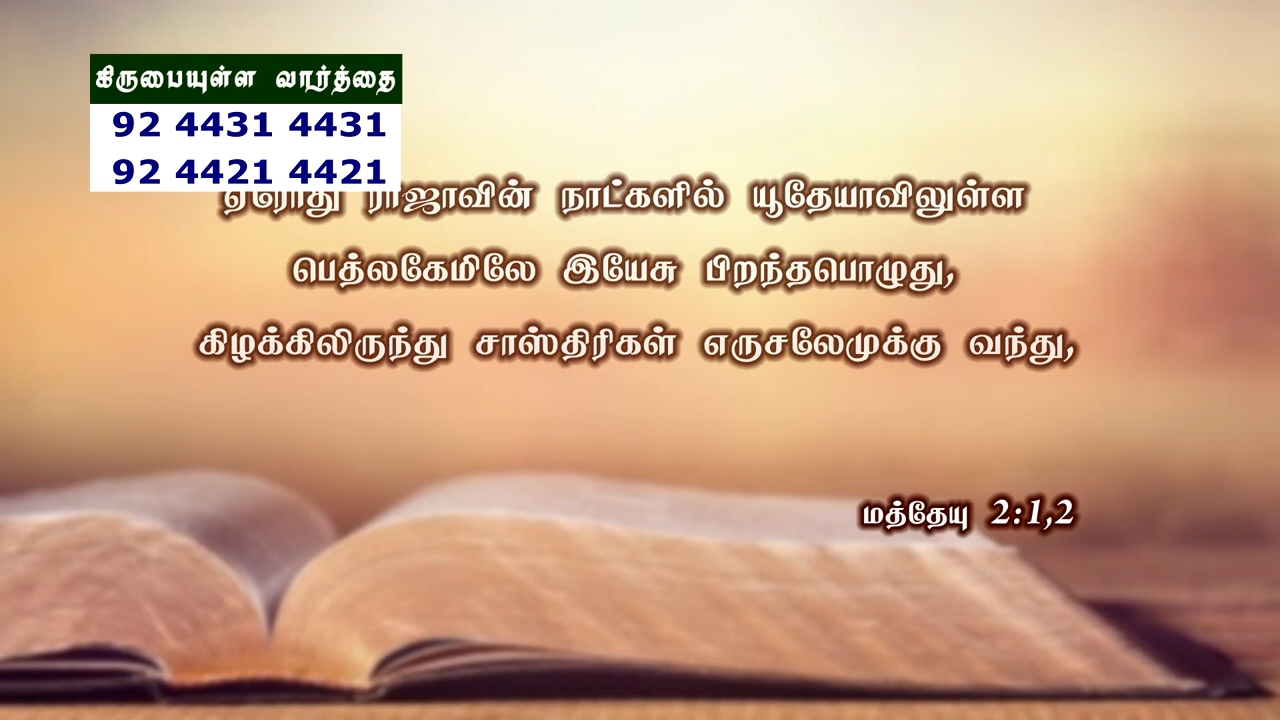 கிருபையுள்ள வார்த்தை
92 4431 4431
92 4421 4421
ஏரோது ராஜாவின் நாட்களில் யூதேயாவிலுள்ள
பெத்லகேமிலே இயேசு பிறந்தபொழுது,
கிழக்கிலிருந்து சாஸ்திரிகள் எருசலேமுக்கு வந்து,
மத்தேயு 2:1,2